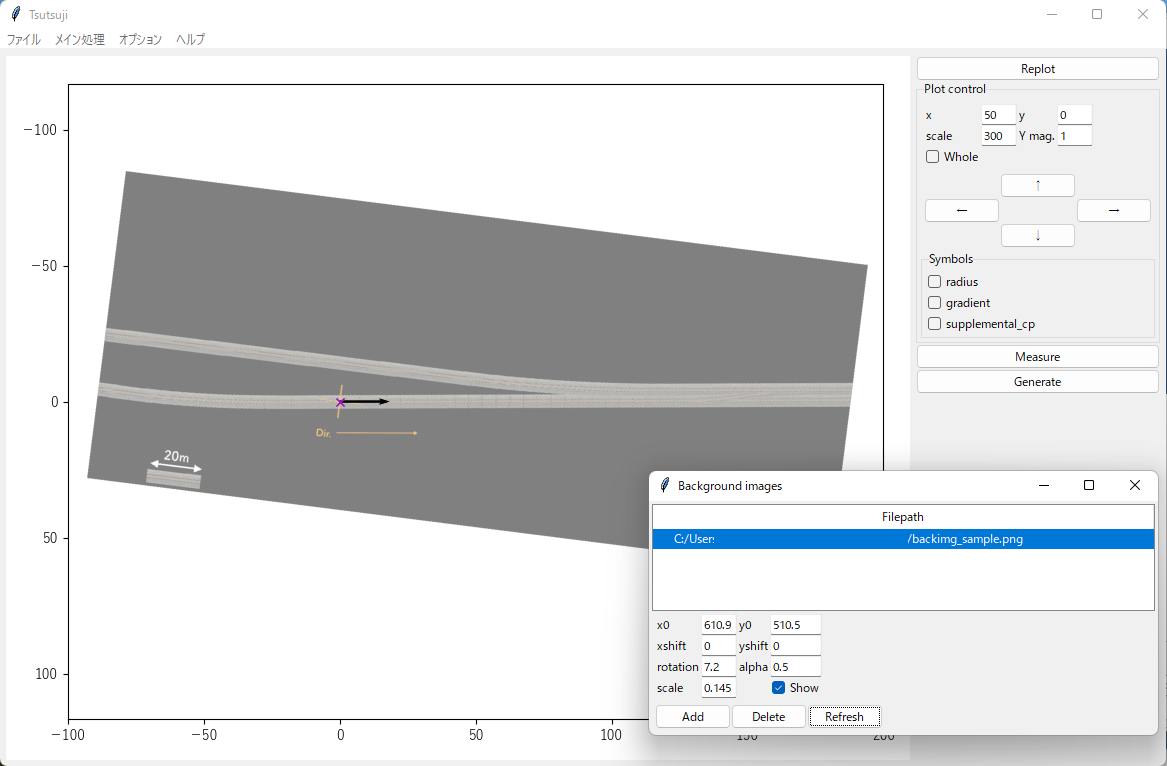 Tsutsuji
ファイル メイン処理 オプション ヘルプ
Replot
Plot control
x 50 y 0
scale 300 Y mag. 1
Whole
↑
← →
↓
Symbols
radius
gradient
supplemental_cp
Measure
Generate
−100
−50
0
50
100
−100 −50 0 50 100 150 200
Dir.
20m
Background images
Filepath
C:/Users /backimg_sample.png
x0 610.9 y0 510.5
xshift 0 yshift 0
rotation 7.2 alpha 0.5
scale 0.145 Show
Add Delete Refresh